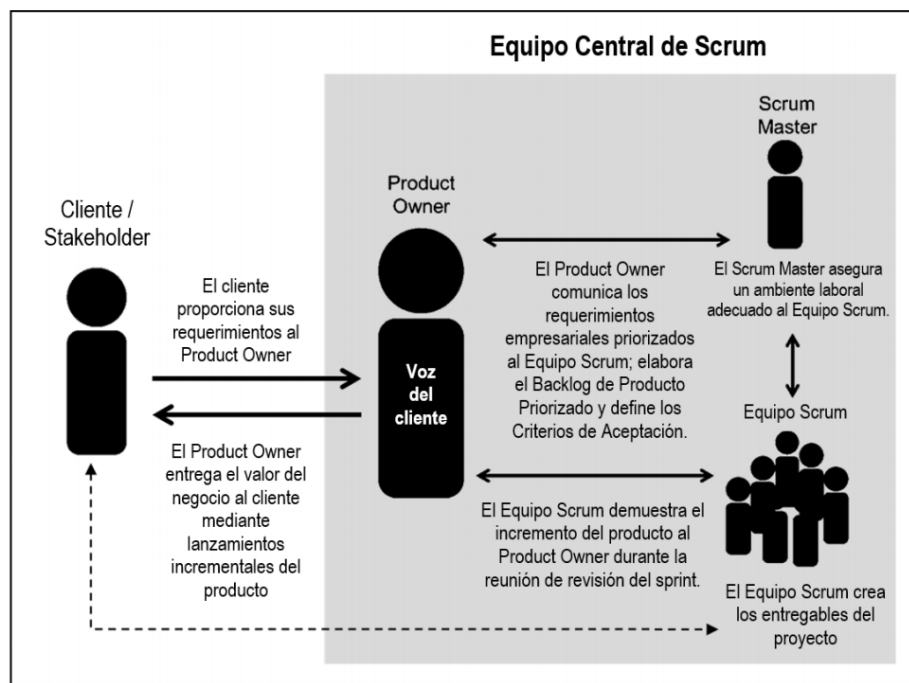 Equipo Central de Scrum
Scrum
Master
Product
Owner
Cliente /
Stakeholder
El cliente
proporciona sus
requerimientos al
Product Owner
Voz
del
cliente
El Product Owner
comunica los
requerimientos
empresariales priorizados
al Equipo Scrum; elabora
el Backlog de Producto
Priorizado y define los
Criterios de Aceptación.
El Scrum Master asegura
un ambiente laboral
adecuado al Equipo Scrum.
Equipo Scrum
El Product Owner
entrega el valor del
negocio al cliente
mediante
lanzamientos
incrementales del
producto
El Equipo Scrum demuestra el
incremento del producto al
Product Owner durante la
reunión de revisión del sprint.
El Equipo Scrum crea
los entregables del
proyecto